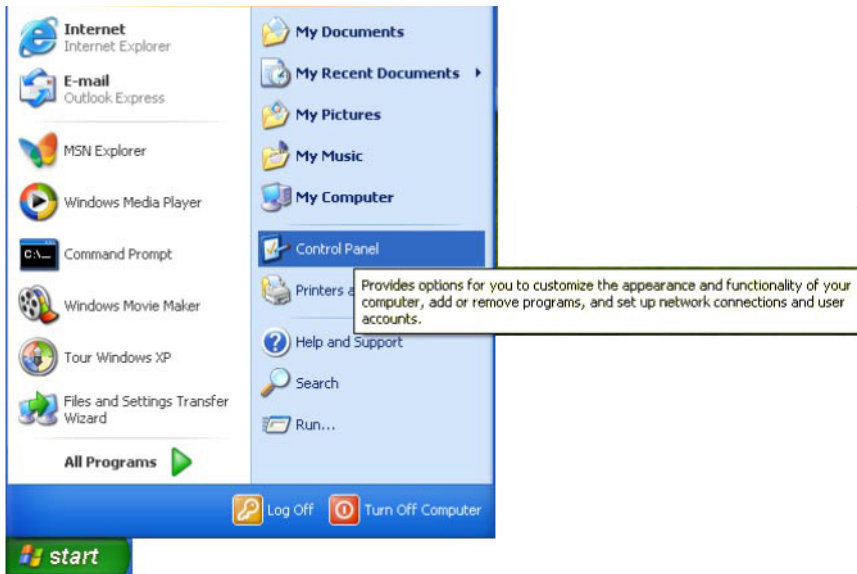 Internet
Internet Explorer
E-mail
Outlook Express
MSN Explorer
Windows Media Player
C:\_
Command Prompt
Windows Movie Maker
Tour Windows XP
Files and Settings Transfer
Wizard
All Programs
My Documents
My Recent Documents
My Pictures
My Music
My Computer
Control Panel
Printers a
Provides options for you to customize the appearance and functionality of your
computer, add or remove programs, and set up network connections and user
accounts.
Help and Support
Search
Run...
Log Off
Turn Off Computer
start